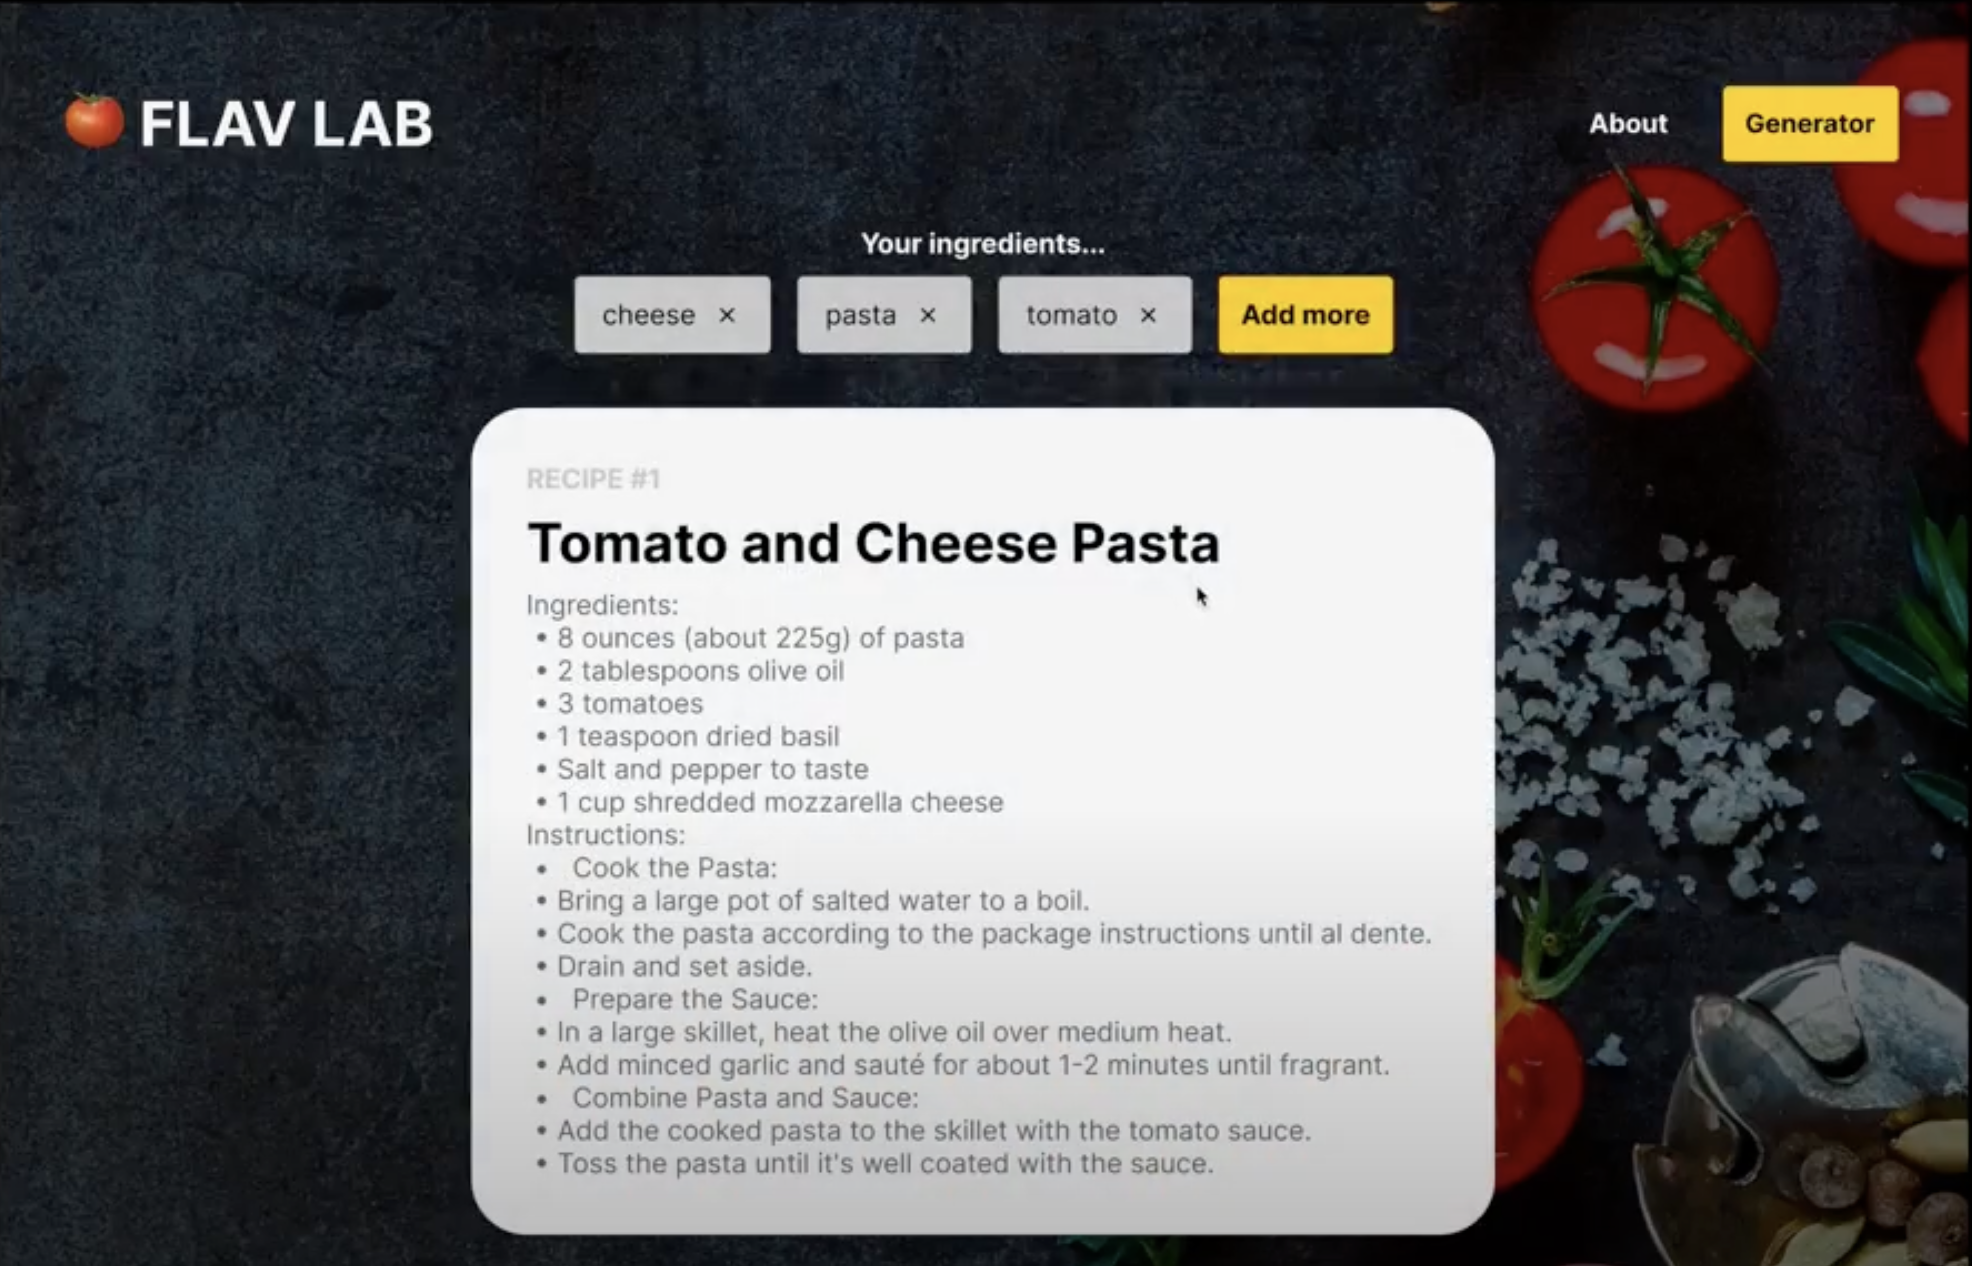 FLAV LAB
About
Generator
Your ingredients...
cheese ×
pasta ×
tomato ×
Add more
RECIPE #1
Tomato and Cheese Pasta
Ingredients:
• 8 ounces (about 225g) of pasta
• 2 tablespoons olive oil
• 3 tomatoes
• 1 teaspoon dried basil
• Salt and pepper to taste
• 1 cup shredded mozzarella cheese
Instructions:
• Cook the Pasta:
• Bring a large pot of salted water to a boil.
• Cook the pasta according to the package instructions until al dente.
• Drain and set aside.
• Prepare the Sauce:
• In a large skillet, heat the olive oil over medium heat.
• Add minced garlic and sauté for about 1-2 minutes until fragrant.
• Combine Pasta and Sauce:
• Add the cooked pasta to the skillet with the tomato sauce.
• Toss the pasta until it's well coated with the sauce.